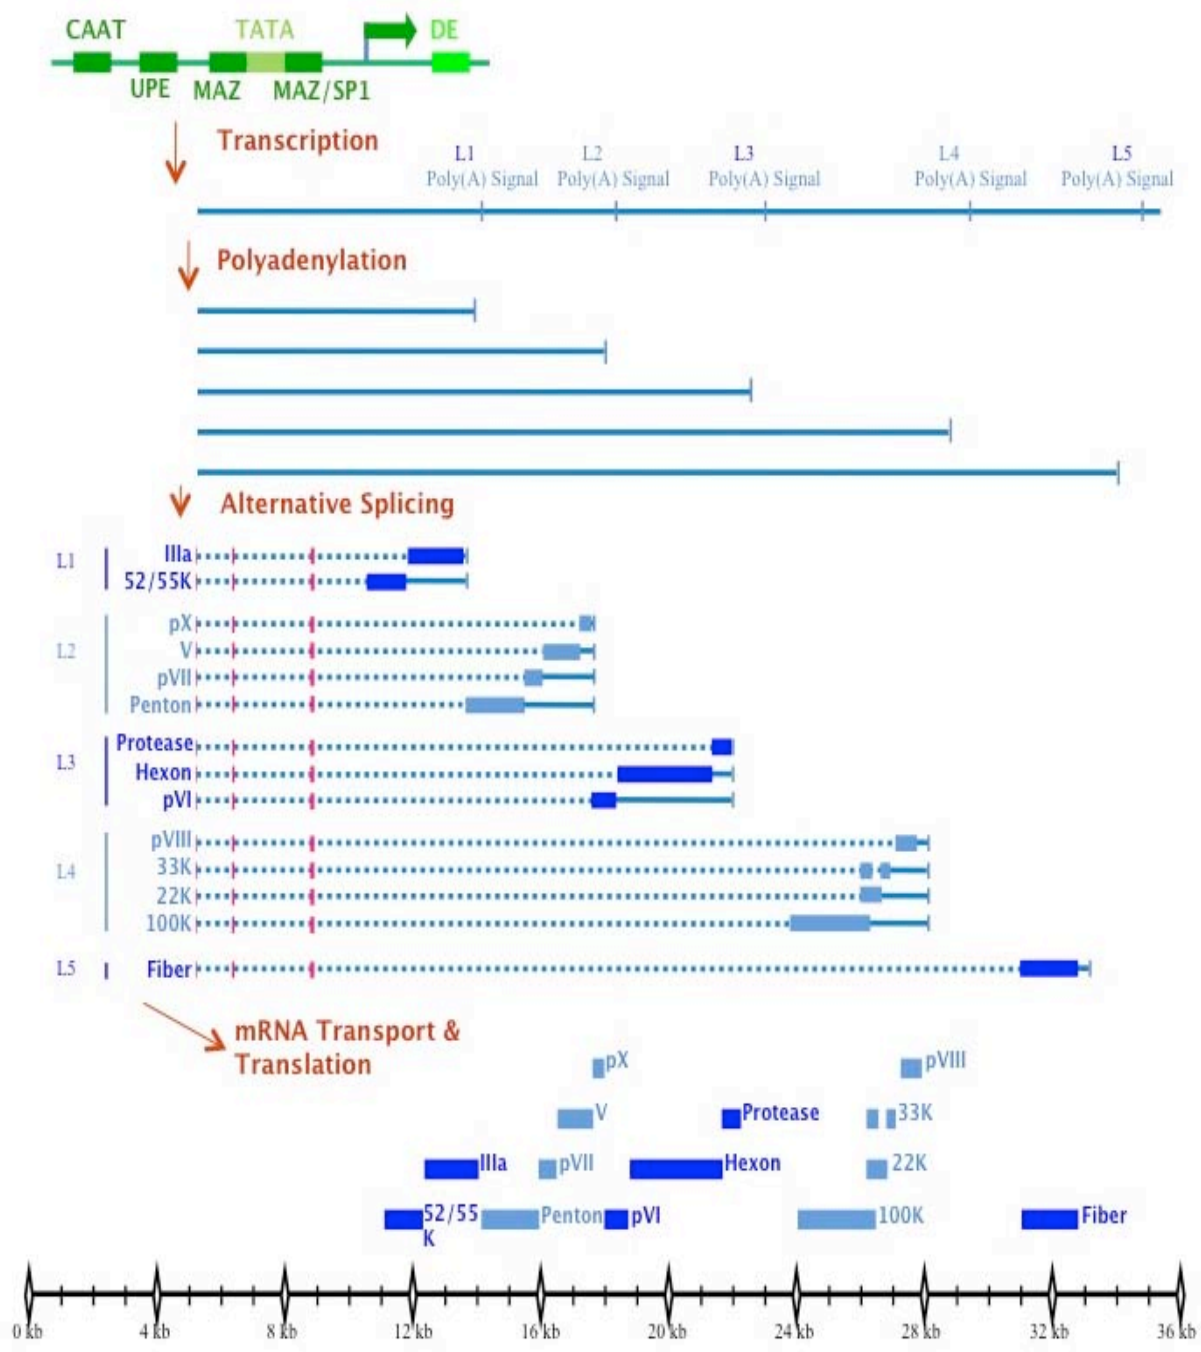 CAAT TATA DE
UPE MAZ MAZ/SP1
Transcription
L1 L2 L3 L4 L5
Poly(A) Signal Poly(A) Signal Poly(A) Signal Poly(A) Signal Poly(A) Signal
Polyadenylation
Alternative Splicing
L1
IIIa
52/55K
L2
pX
V
pVII
Penton
L3
Protease
Hexon
pVI
L4
pVIII
33K
22K
100K
L5
Fiber
mRNA Transport &
Translation
pX pVIII
V Protease 33K
IIIa pVII Hexon 22K
52/55
K
Penton pVI 100K Fiber
0 kb 4 kb 8 kb 12 kb 16 kb 20 kb 24 kb 28 kb 32 kb 36 kb